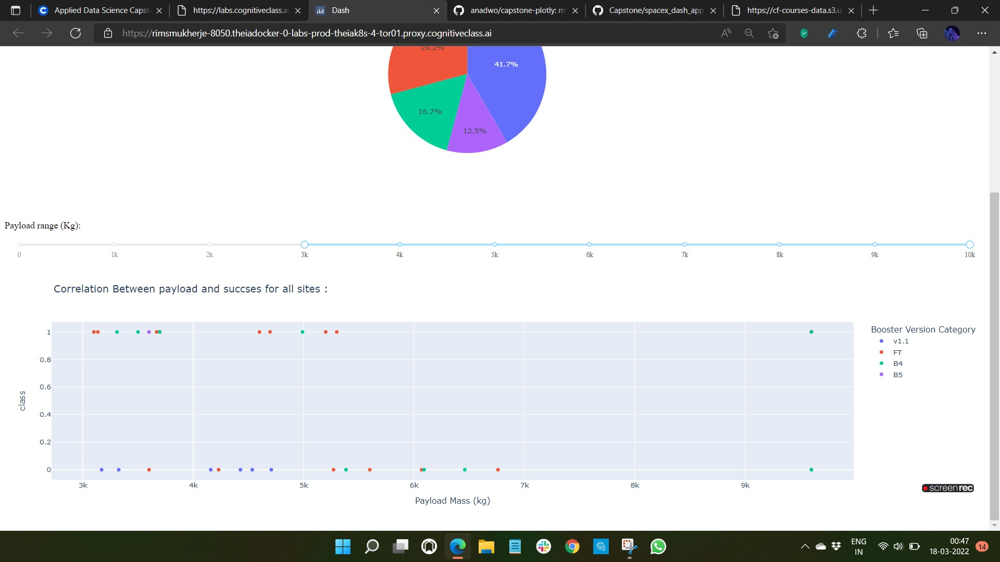 Applied Data Science Capst
https://labs.cognitiveclass.ai
Dash
anadwo/capstone-plotly: my
Capstone/spacex_dash_app
https://cf-courses-data.s3.u
https://rimsmukherje-8050.theiadocker-0-labs-prod-theiak8s-4-tor01.proxy.cognitiveclass.ai
29.2%
41.7%
16.7%
12.5%
Payload range (Kg):
0 1k 2k 3k 4k 5k 6k 7k 8k 9k 10k
Correlation Between payload and succses for all sites :
Booster Version Category
v1.1
FT
B4
B5
1
0.8
0.6
0.4
0.2
0
class
3k 4k 5k 6k 7k 8k 9k
Payload Mass (kg)
screenrec
ENG
IN
00:47
18-03-2022
14